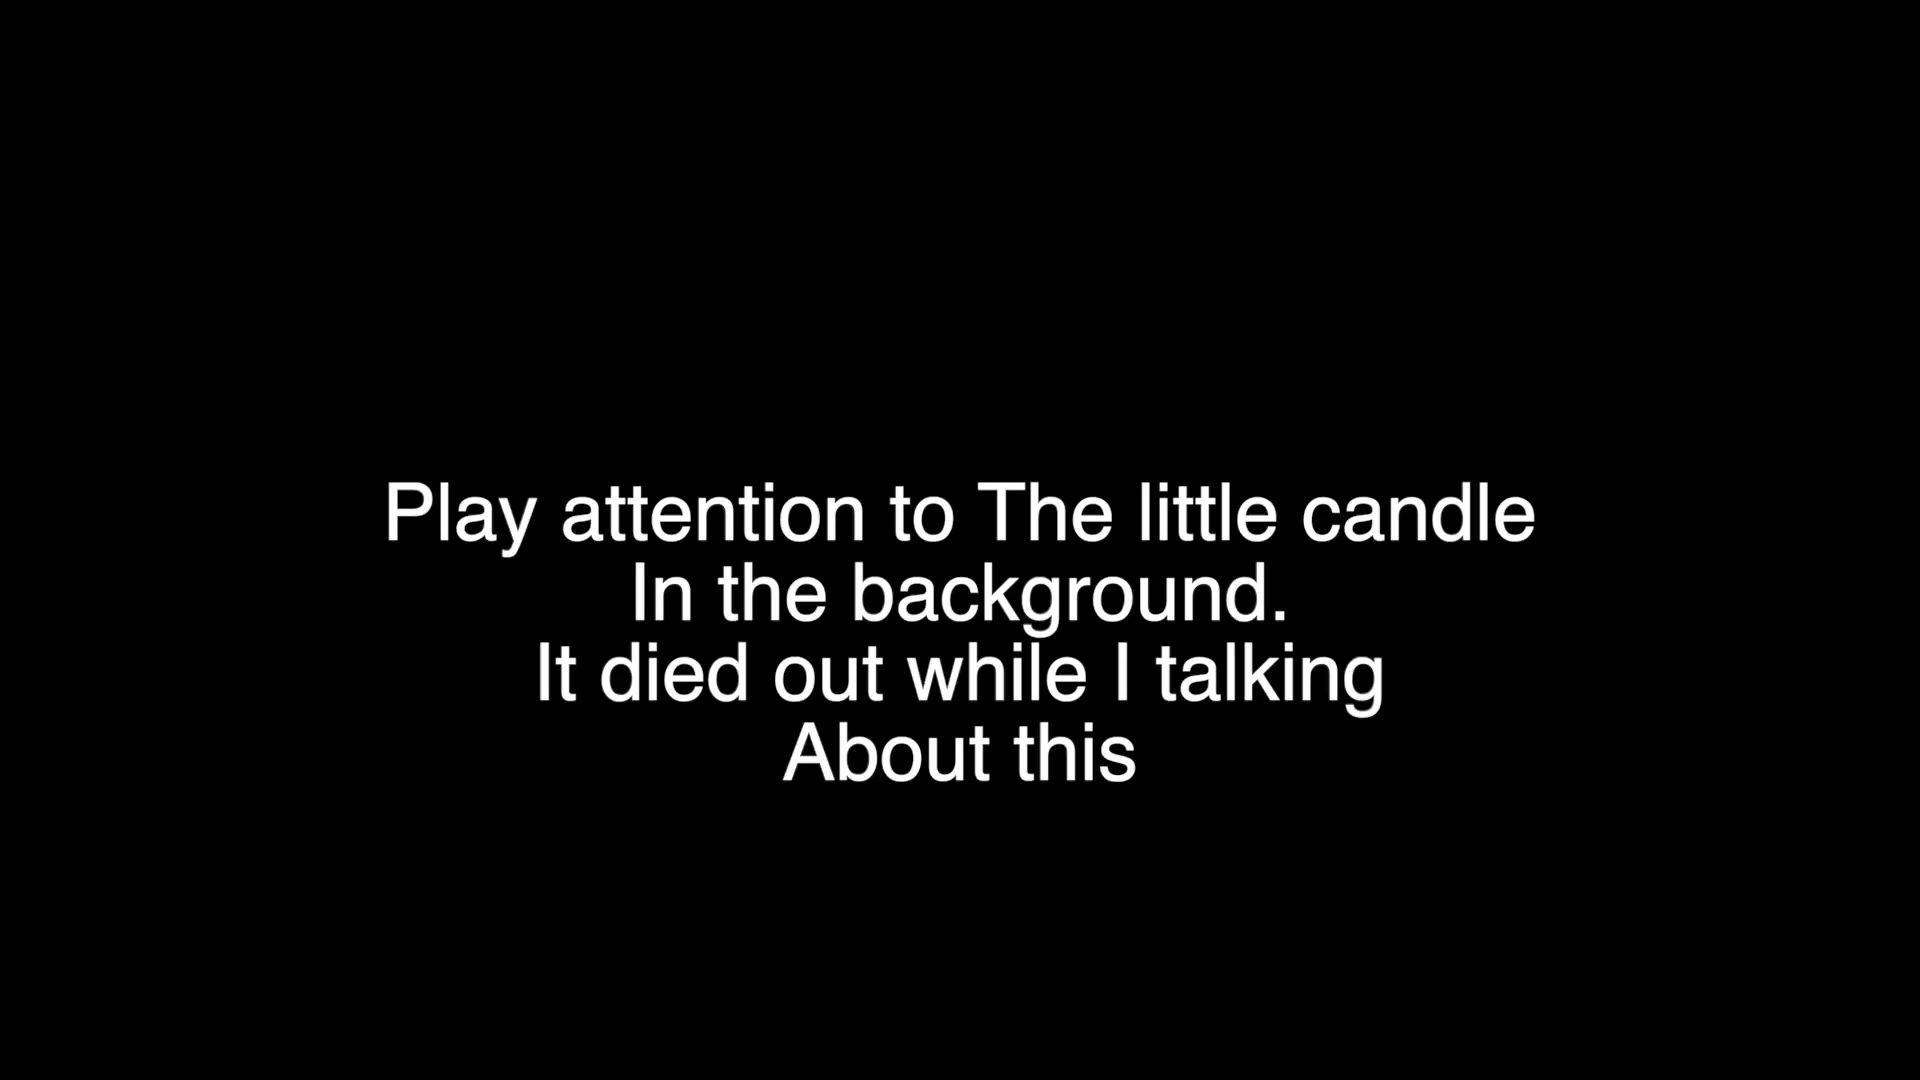 Play attention to The little candle
In the background.
It died out while I talking
About this